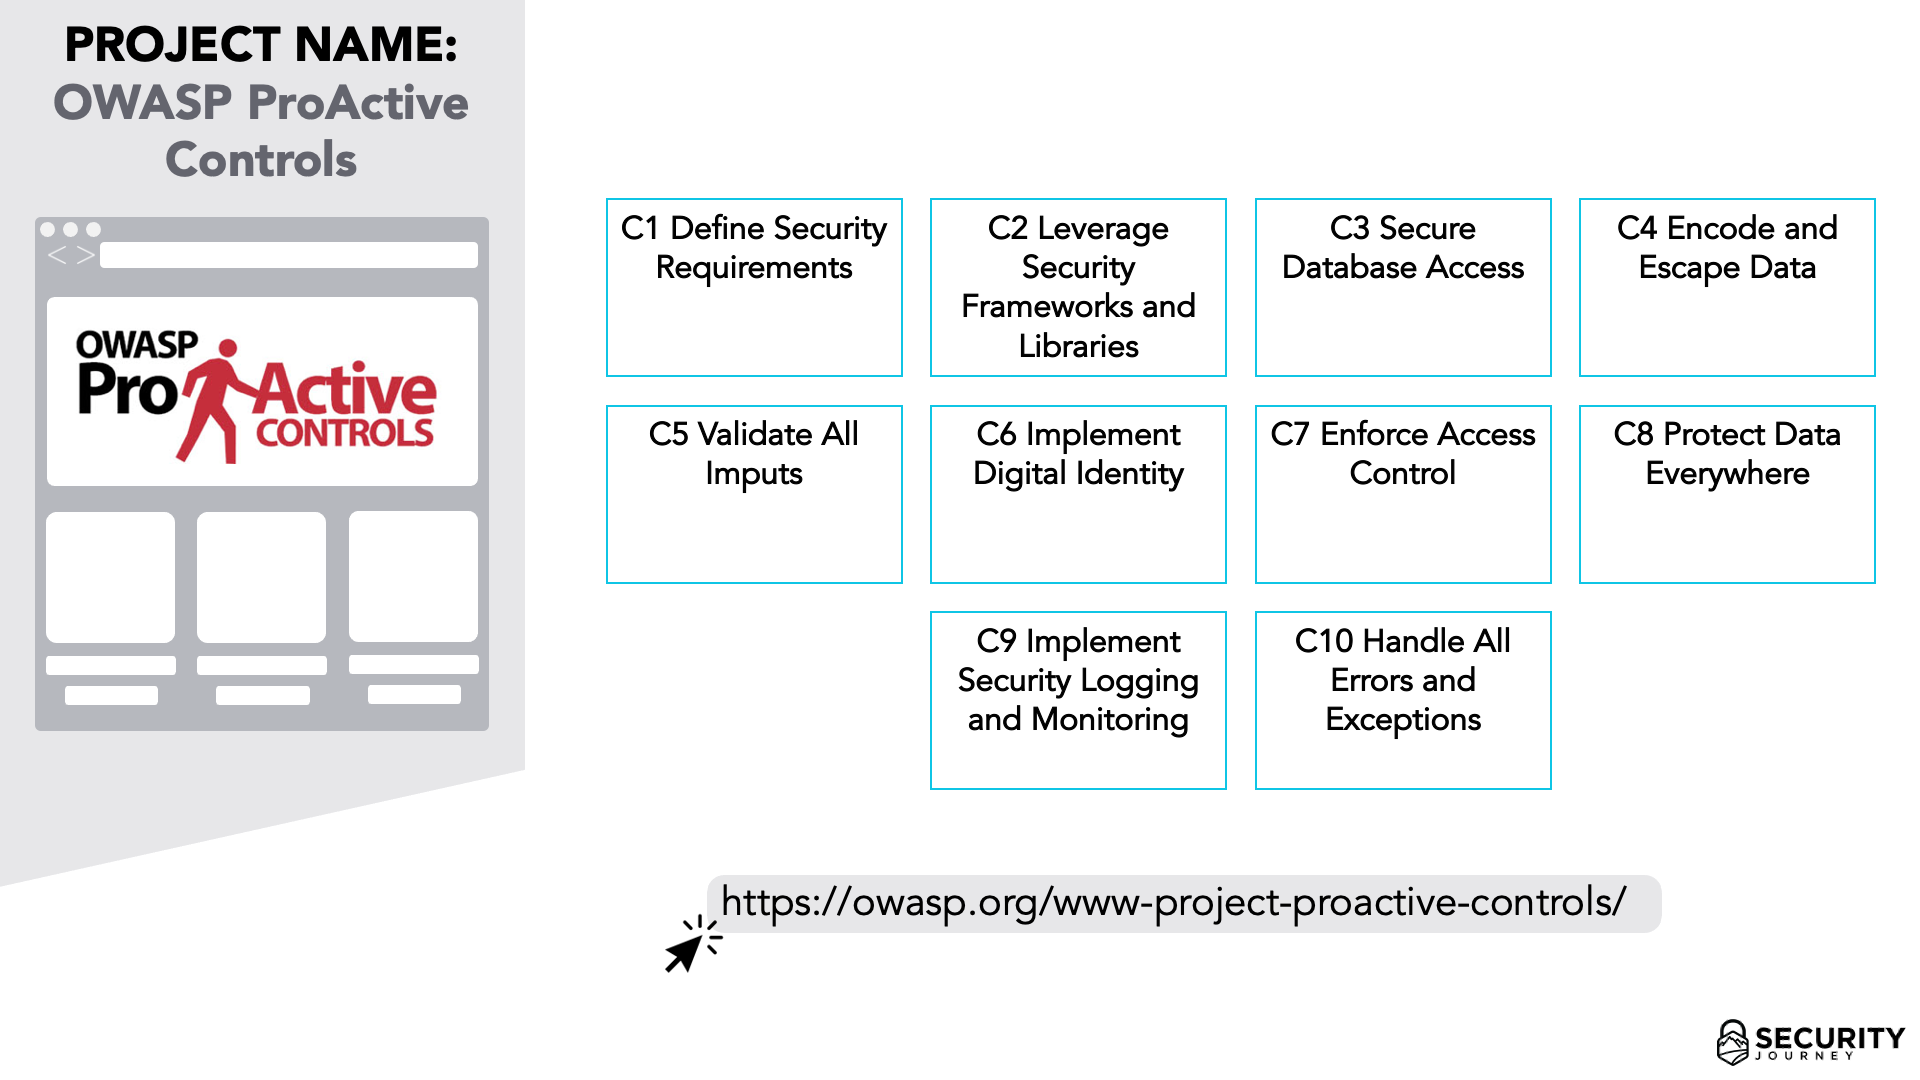 PROJECT NAME:
OWASP ProActive
Controls
OWASP
Pro Active
CONTROLS
C1 Define Security
Requirements
C2 Leverage
Security
Frameworks and
Libraries
C3 Secure
Database Access
C4 Encode and
Escape Data
C5 Validate All
Imputs
C6 Implement
Digital Identity
C7 Enforce Access
Control
C8 Protect Data
Everywhere
C9 Implement
Security Logging
and Monitoring
C10 Handle All
Errors and
Exceptions
https://owasp.org/www-project-proactive-controls/
SECURITY
JOURNEY